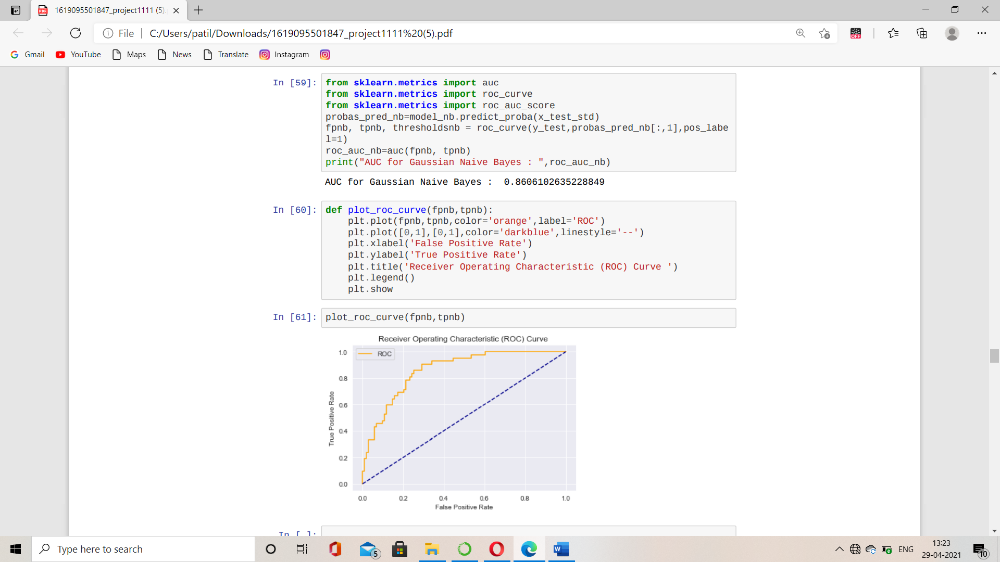 1619095501847_project1111 (5).
File
C:/Users/patil/Downloads/1619095501847_project1111%20(5).pdf
OFF
Gmail
YouTube
Maps
News
Translate
Instagram
In [59]:
from sklearn.metrics import auc
from sklearn.metrics import roc_curve
from sklearn.metrics import roc_auc_score
probas_pred_nb=model_nb.predict_proba(x_test_std)
fpnb, tpnb, thresholdsnb = roc_curve(y_test,probas_pred_nb[:,1],pos_labe
l=1)
roc_auc_nb=auc(fpnb, tpnb)
print("AUC for Gaussian Naive Bayes : ",roc_auc_nb)
AUC for Gaussian Naive Bayes :  0.8606102635228849
In [60]:
def plot_roc_curve(fpnb,tpnb):
    plt.plot(fpnb,tpnb,color='orange',label='ROC')
    plt.plot([0,1],[0,1],color='darkblue',linestyle='--')
    plt.xlabel('False Positive Rate')
    plt.ylabel('True Positive Rate')
    plt.title('Receiver Operating Characteristic (ROC) Curve ')
    plt.legend()
    plt.show
In [61]:
plot_roc_curve(fpnb,tpnb)
Receiver Operating Characteristic (ROC) Curve
ROC
1.0
0.8
0.6
0.4
0.2
0.0
True Positive Rate
0.0 0.2 0.4 0.6 0.8 1.0
False Positive Rate
In [ ]:
Type here to search
5
W
ENG
13:23
29-04-2021
10